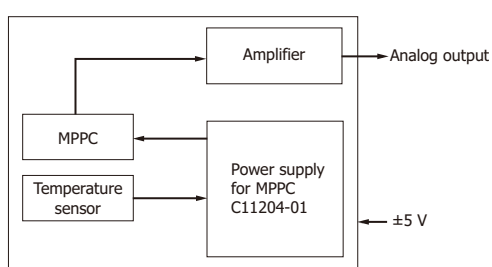 Amplifier
Analog output
MPPC
Power supply
for MPPC
C11204-01
Temperature
sensor
±5 V